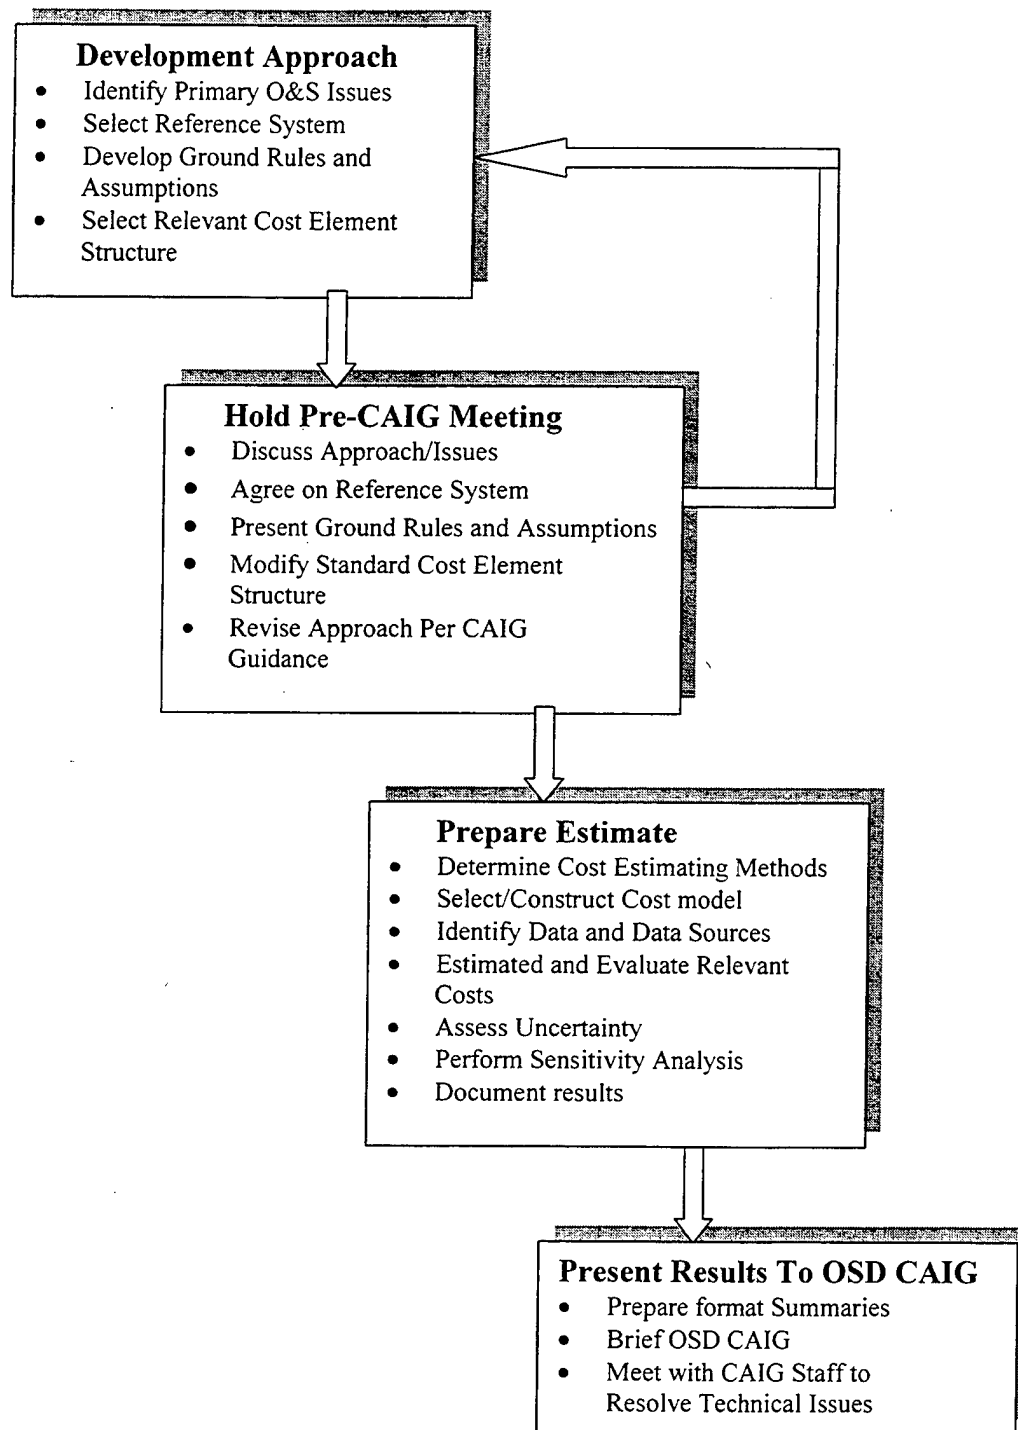 Development Approach
• Identify Primary O&S Issues
• Select Reference System
• Develop Ground Rules and
Assumptions
• Select Relevant Cost Element
Structure
Hold Pre-CAIG Meeting
• Discuss Approach/Issues
• Agree on Reference System
• Present Ground Rules and Assumptions
• Modify Standard Cost Element
Structure
• Revise Approach Per CAIG
Guidance
Prepare Estimate
• Determine Cost Estimating Methods
• Select/Construct Cost model
• Identify Data and Data Sources
• Estimated and Evaluate Relevant
Costs
• Assess Uncertainty
• Perform Sensitivity Analysis
• Document results
Present Results To OSD CAIG
• Prepare format Summaries
• Brief OSD CAIG
• Meet with CAIG Staff to
Resolve Technical Issues